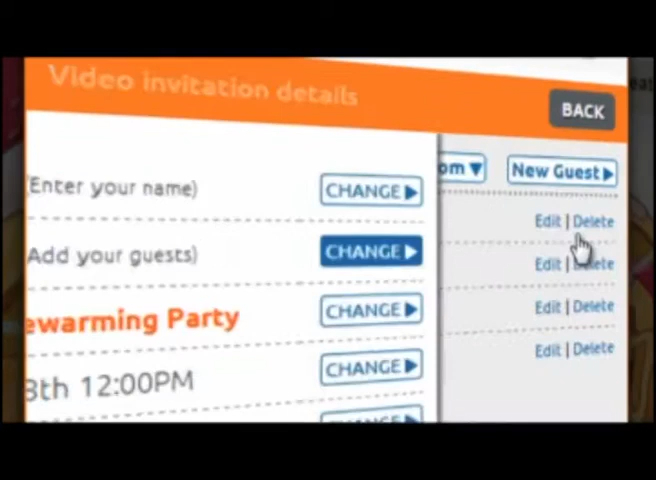 Video invitation details
BACK
om▼ New Guest▶
(Enter your name) CHANGE▶
Edit | Delete
(Add your guests) CHANGE▶
Edit |
ewarming Party CHANGE▶
Edit | Delete
8th 12:00PM CHANGE▶
Edit | Delete